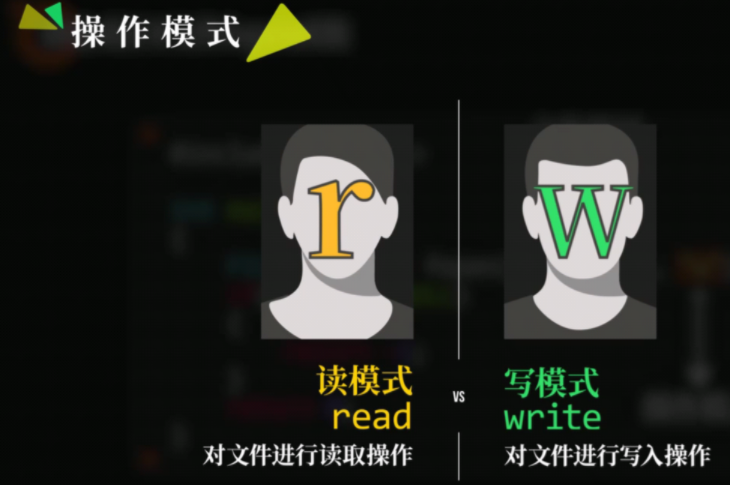 操作模式
r
w
读模式
read
对文件进行读取操作
vs
写模式
write
对文件进行写入操作